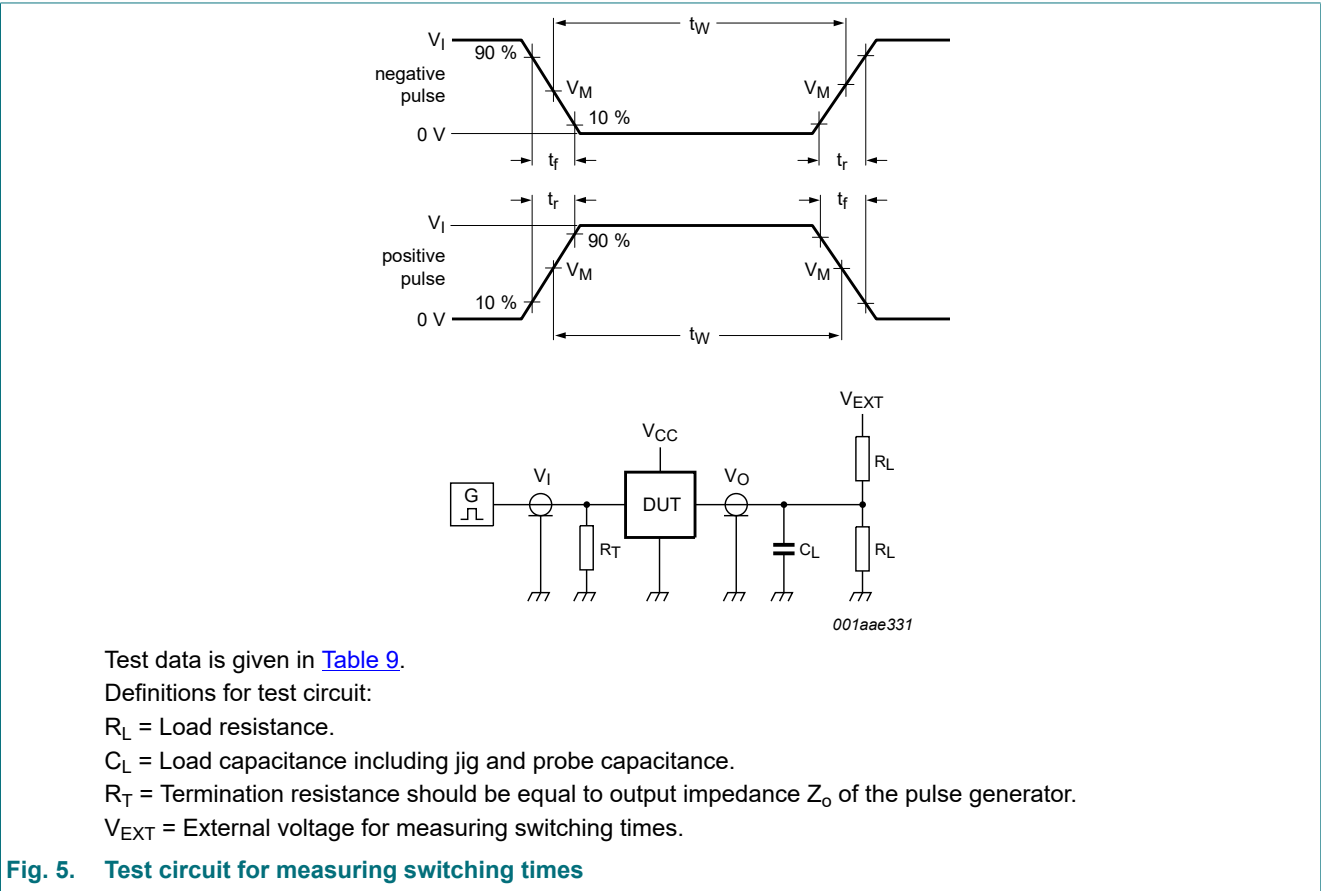 tW
VI
90 %
negative
pulse
VM
VM
10 %
0 V
tf
tr
tr
tf
VI
90 %
positive
pulse
VM
VM
10 %
0 V
tW
VEXT
VCC
RL
VI
VO
G
DUT
RT
CL
RL
001aae331
Test data is given in Table 9.
Definitions for test circuit:
RL = Load resistance.
CL = Load capacitance including jig and probe capacitance.
RT = Termination resistance should be equal to output impedance Zo of the pulse generator.
VEXT = External voltage for measuring switching times.
Fig. 5. Test circuit for measuring switching times